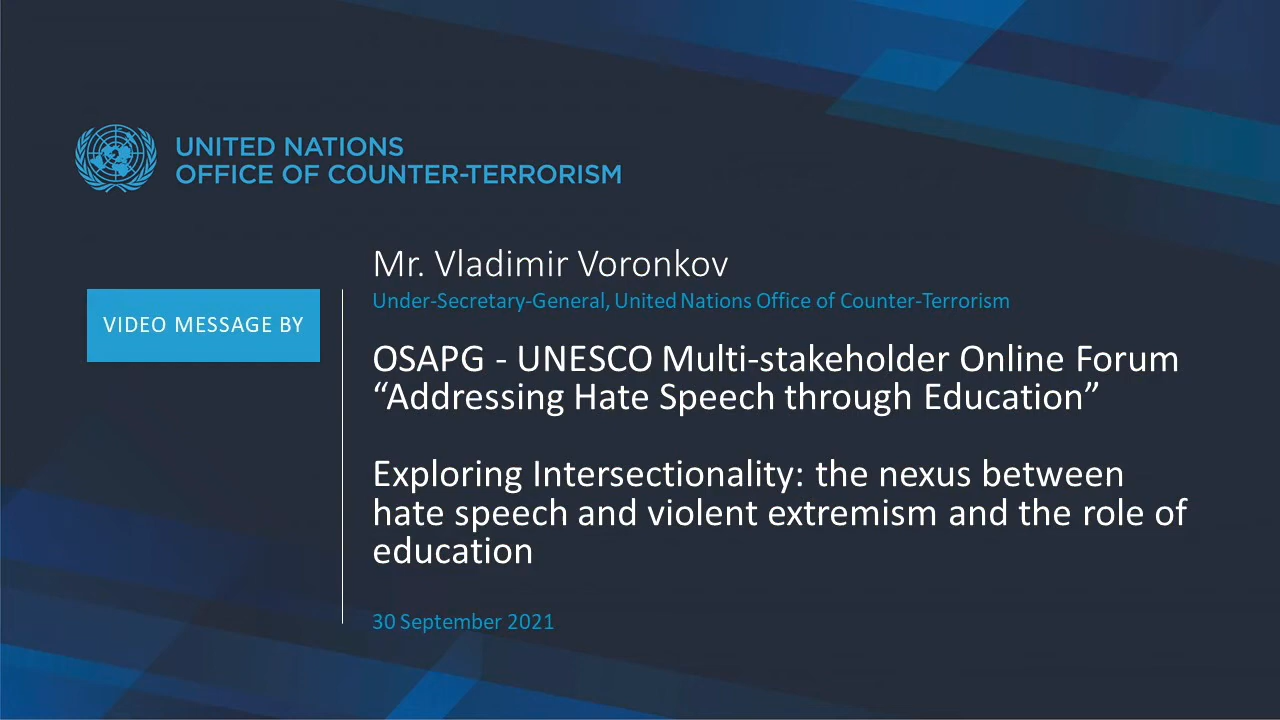 UNITED NATIONS
OFFICE OF COUNTER-TERRORISM
VIDEO MESSAGE BY
Mr. Vladimir Voronkov
Under-Secretary-General, United Nations Office of Counter-Terrorism
OSAPG - UNESCO Multi-stakeholder Online Forum
“Addressing Hate Speech through Education”
Exploring Intersectionality: the nexus between
hate speech and violent extremism and the role of
education
30 September 2021